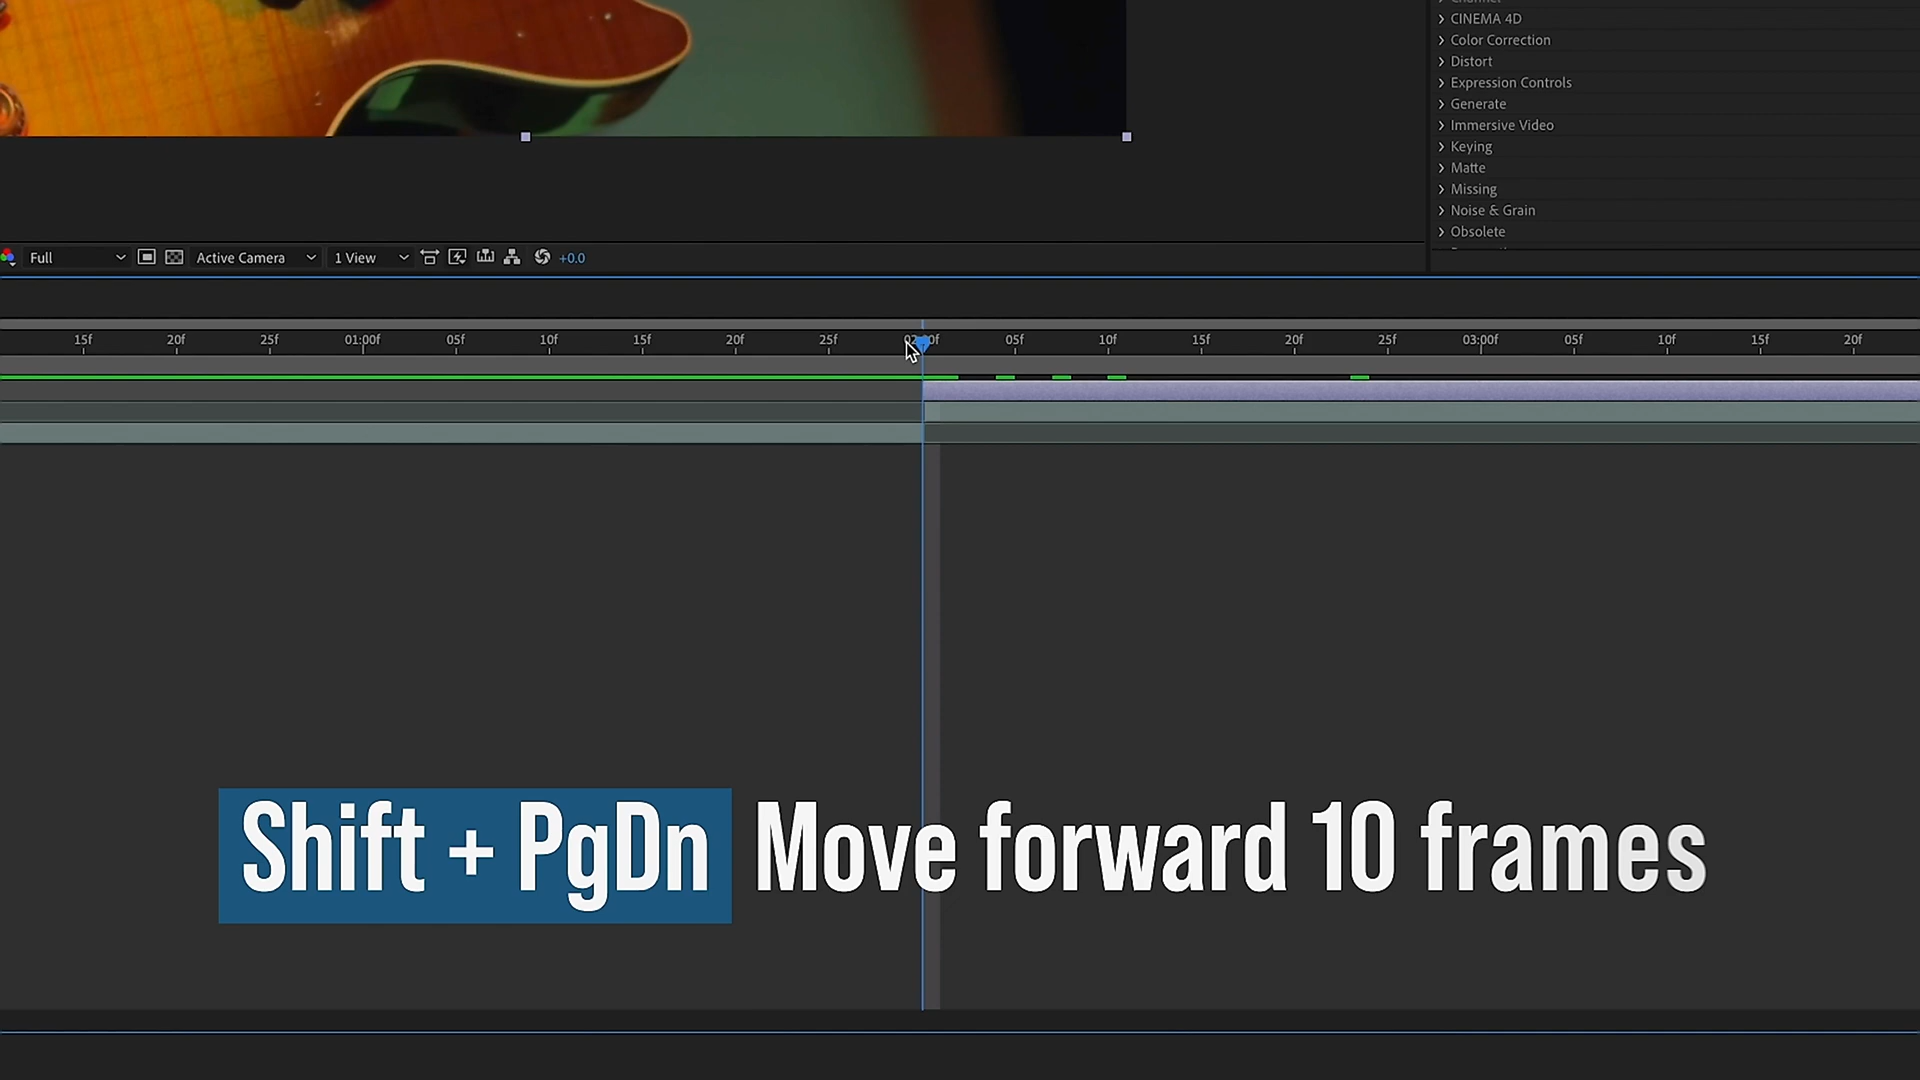 CINEMA 4D
Color Correction
Distort
Expression Controls
Generate
Immersive Video
Keying
Matte
Missing
Noise & Grain
Obsolete
Full Active Camera 1 View +0.0
15f 20f 25f 01:00f 05f 10f 15f 20f 25f 02:00f 05f 10f 15f 20f 25f 03:00f 05f 10f 15f 20f
Shift + PgDn Move forward 10 frames